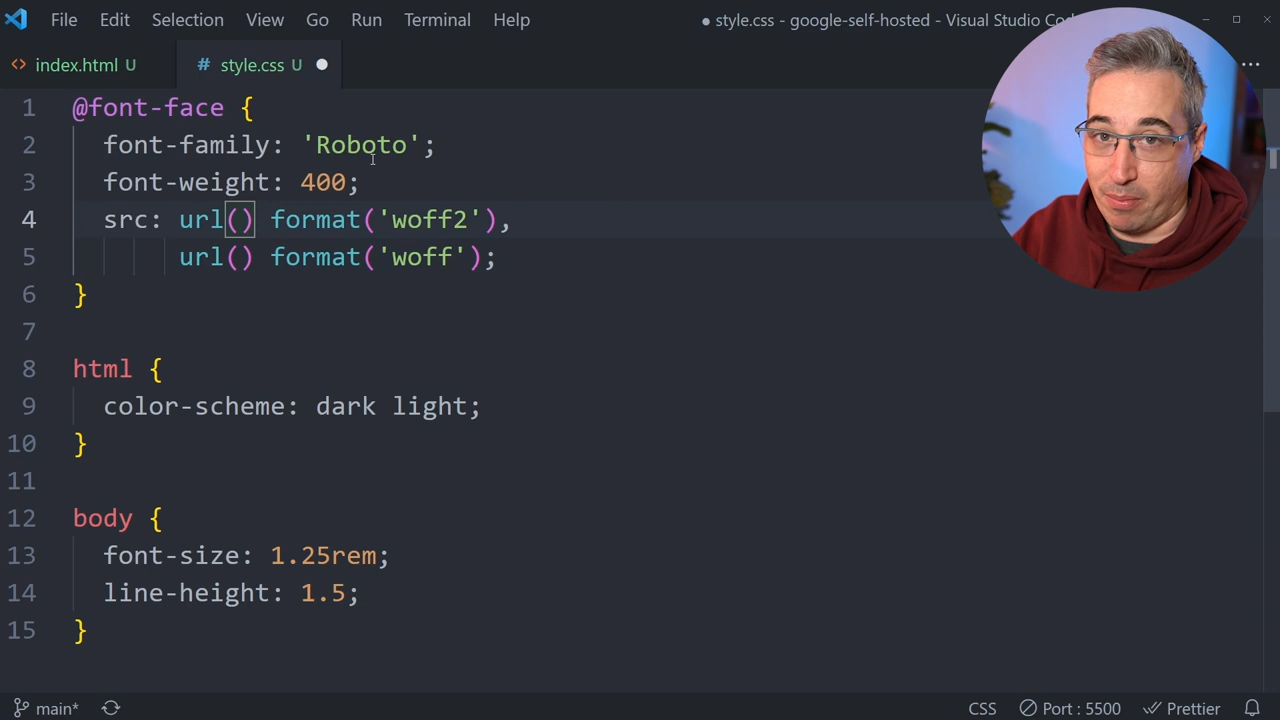 File Edit Selection View Go Run Terminal Help ● style.css - google-self-hosted - Visual Studio
<> index.html U # style.css U ● ...
1 @font-face {
2 font-family: 'Roboto';
3 font-weight: 400;
4 src: url() format('woff2'),
5 url() format('woff');
6 }
7
8 html {
9 color-scheme: dark light;
10 }
11
12 body {
13 font-size: 1.25rem;
14 line-height: 1.5;
15 }
main* CSS Port : 5500 Prettier